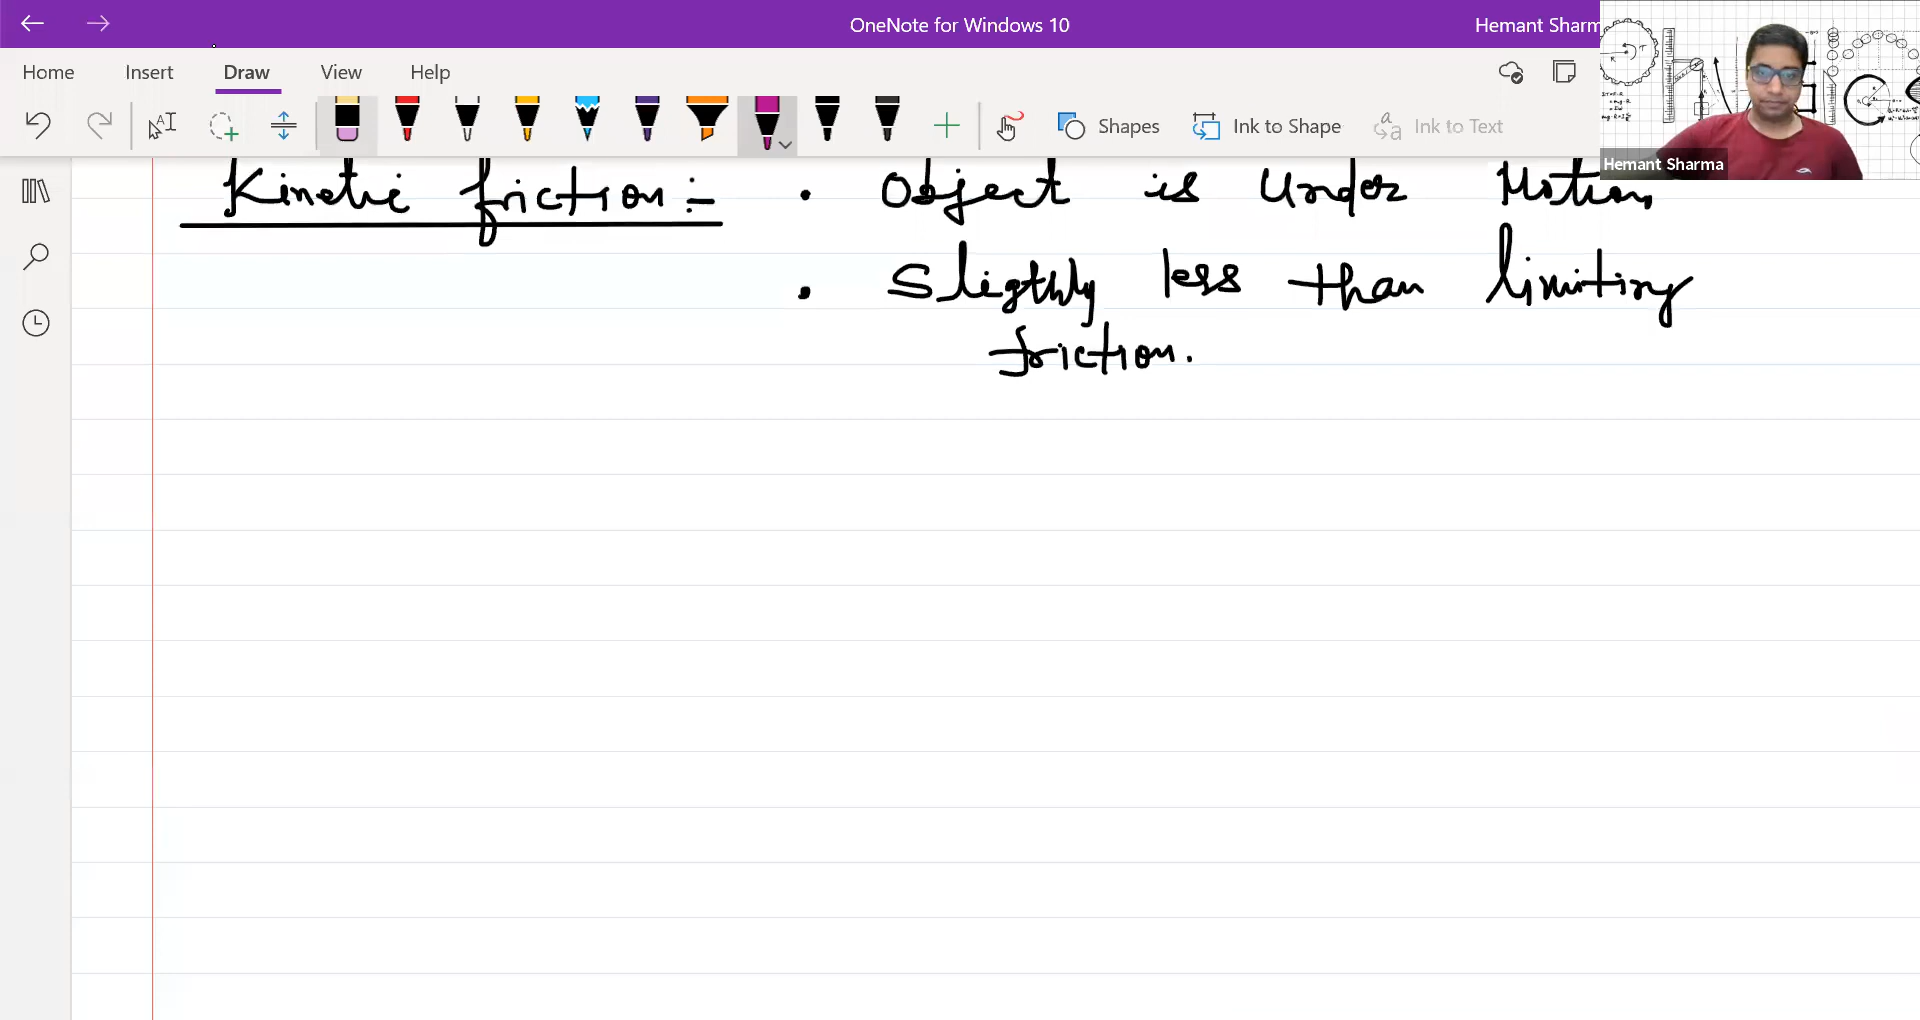 OneNote for Windows 10
Hemant Sharm
Home Insert Draw View Help
Shapes Ink to Shape Ink to Text
Hemant Sharma
Kinetic friction :- • Object is Under Motion,
• Sligthly less than limiting
friction.